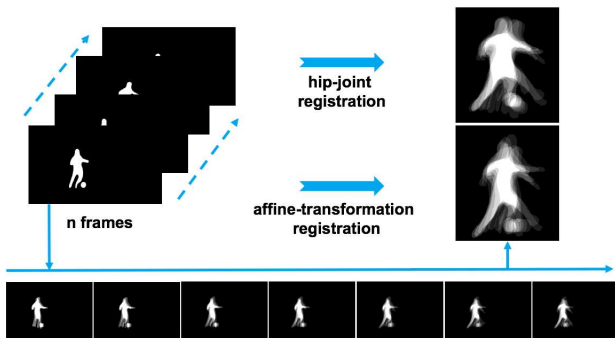 hip-joint
registration
n frames
affine-transformation
registration